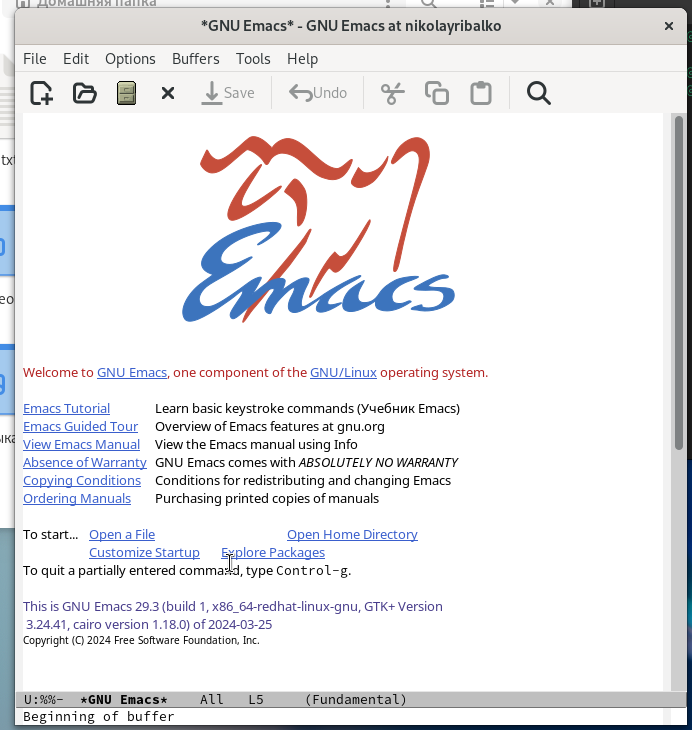 Домашняя папка
*GNU Emacs* - GNU Emacs at nikolayribalko
File Edit Options Buffers Tools Help
Save Undo
Emacs
Welcome to GNU Emacs, one component of the GNU/Linux operating system.
Emacs Tutorial Learn basic keystroke commands (Учебник Emacs)
Emacs Guided Tour Overview of Emacs features at gnu.org
View Emacs Manual View the Emacs manual using Info
Absence of Warranty GNU Emacs comes with ABSOLUTELY NO WARRANTY
Copying Conditions Conditions for redistributing and changing Emacs
Ordering Manuals Purchasing printed copies of manuals
To start... Open a File Open Home Directory
Customize Startup Explore Packages
To quit a partially entered command, type Control-g.
This is GNU Emacs 29.3 (build 1, x86_64-redhat-linux-gnu, GTK+ Version
3.24.41, cairo version 1.18.0) of 2024-03-25
Copyright (C) 2024 Free Software Foundation, Inc.
U:%%- *GNU Emacs* All L5 (Fundamental)
Beginning of buffer